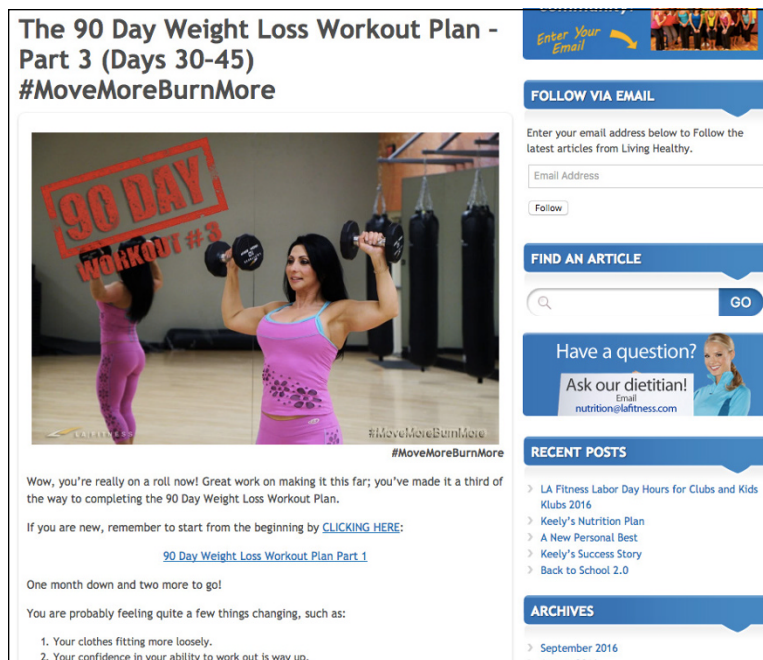 The 90 Day Weight Loss Workout Plan –
Part 3 (Days 30-45)
#MoveMoreBurnMore
90 DAY
WORKOUT #3
LA FITNESS
#MoveMoreBurnMore
#MoveMoreBurnMore
Wow, you're really on a roll now! Great work on making it this far; you've made it a third of
the way to completing the 90 Day Weight Loss Workout Plan.
If you are new, remember to start from the beginning by CLICKING HERE:
90 Day Weight Loss Workout Plan Part 1
One month down and two more to go!
You are probably feeling quite a few things changing, such as:
1. Your clothes fitting more loosely.
2. Your confidence in your ability to work out is way up.
Enter Your
Email
FOLLOW VIA EMAIL
Enter your email address below to Follow the
latest articles from Living Healthy.
Email Address
Follow
FIND AN ARTICLE
GO
Have a question?
Ask our dietitian!
Email
nutrition@lafitness.com
RECENT POSTS
LA Fitness Labor Day Hours for Clubs and Kids
Klubs 2016
Keely's Nutrition Plan
A New Personal Best
Keely's Success Story
Back to School 2.0
ARCHIVES
September 2016